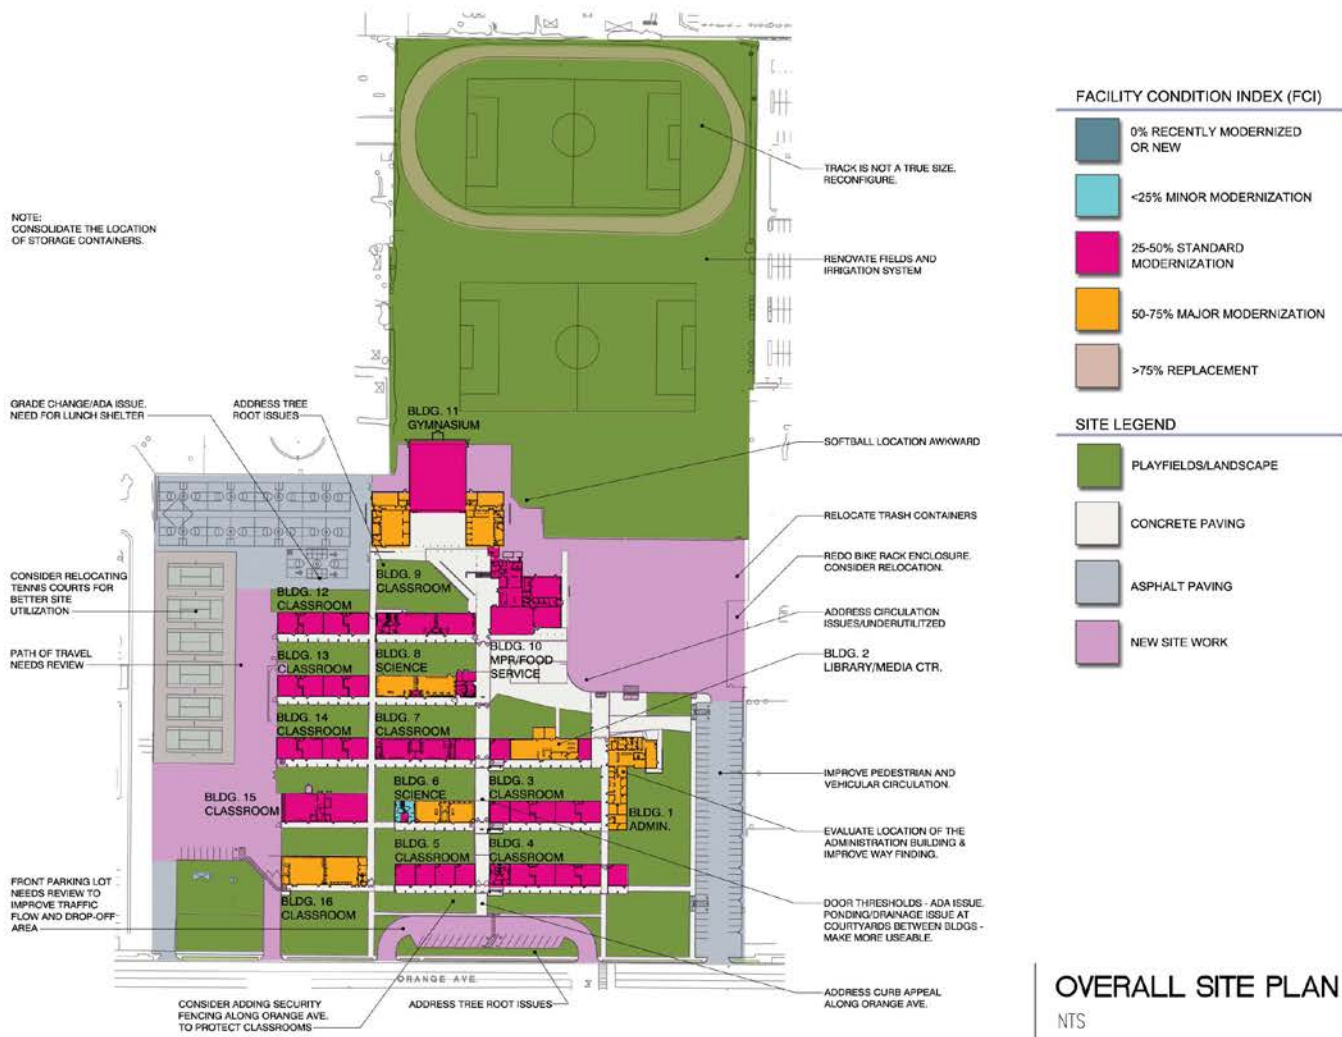 NOTE:
CONSOLIDATE THE LOCATION
OF STORAGE CONTAINERS.
GRADE CHANGE/ADA ISSUE.
NEED FOR LUNCH SHELTER
ADDRESS TREE
ROOT ISSUES
CONSIDER RELOCATING
TENNIS COURTS FOR
BETTER SITE
UTILIZATION
PATH OF TRAVEL
NEEDS REVIEW
FRONT PARKING LOT
NEEDS REVIEW TO
IMPROVE TRAFFIC
FLOW AND DROP-OFF
AREA
CONSIDER ADDING SECURITY
FENCING ALONG ORANGE AVE.
TO PROTECT CLASSROOMS
ADDRESS TREE ROOT ISSUES
BLDG. 11
GYMNASIUM
BLDG. 9
CLASSROOM
BLDG. 12
CLASSROOM
BLDG. 13
CLASSROOM
BLDG. 8
SCIENCE
BLDG. 10
MPR/FOOD
SERVICE
BLDG. 14
CLASSROOM
BLDG. 7
CLASSROOM
BLDG. 15
CLASSROOM
BLDG. 6
SCIENCE
BLDG. 3
CLASSROOM
BLDG. 1
ADMIN.
BLDG. 5
CLASSROOM
BLDG. 4
CLASSROOM
BLDG. 16
CLASSROOM
ORANGE AVE.
TRACK IS NOT A TRUE SIZE.
RECONFIGURE.
RENOVATE FIELDS AND
IRRIGATION SYSTEM
SOFTBALL LOCATION AWKWARD
RELOCATE TRASH CONTAINERS
REDO BIKE RACK ENCLOSURE.
CONSIDER RELOCATION.
ADDRESS CIRCULATION
ISSUES/UNDERUTILITZED
BLDG. 2
LIBRARY/MEDIA CTR.
IMPROVE PEDESTRIAN AND
VEHICULAR CIRCULATION.
EVALUATE LOCATION OF THE
ADMINISTRATION BUILDING &
IMPROVE WAY FINDING.
DOOR THRESHOLDS - ADA ISSUE.
PONDING/DRAINAGE ISSUE AT
COURTYARDS BETWEEN BLDGS -
MAKE MORE USEABLE.
ADDRESS CURB APPEAL
ALONG ORANGE AVE.
FACILITY CONDITION INDEX (FCI)
0% RECENTLY MODERNIZED
OR NEW
<25% MINOR MODERNIZATION
25-50% STANDARD
MODERNIZATION
50-75% MAJOR MODERNIZATION
>75% REPLACEMENT
SITE LEGEND
PLAYFIELDS/LANDSCAPE
CONCRETE PAVING
ASPHALT PAVING
NEW SITE WORK
OVERALL SITE PLAN
NTS